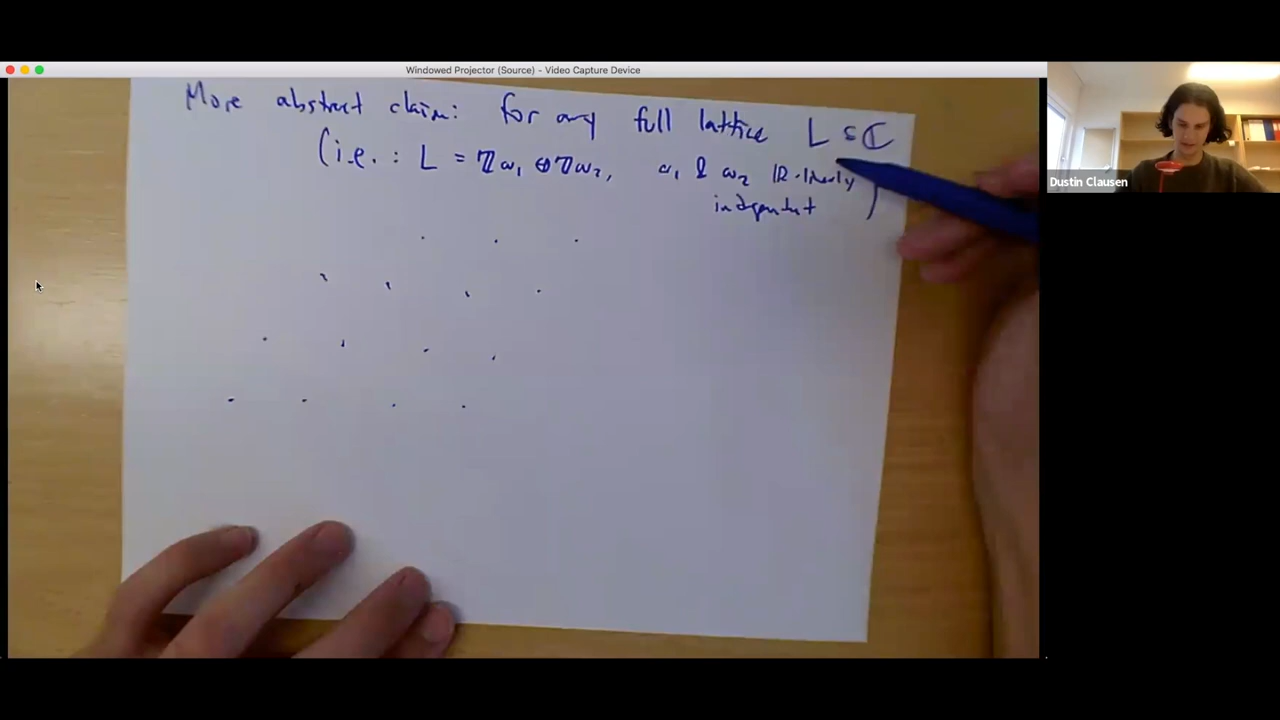 Windowed Projector (Source) - Video Capture Device
More abstract claim: for any full lattice L ⊆ ℂ
(i.e.: L = ℤω₁ ⊕ ℤω₂, ω₁ & ω₂ ℝ-linearly
independent)
Dustin Clausen